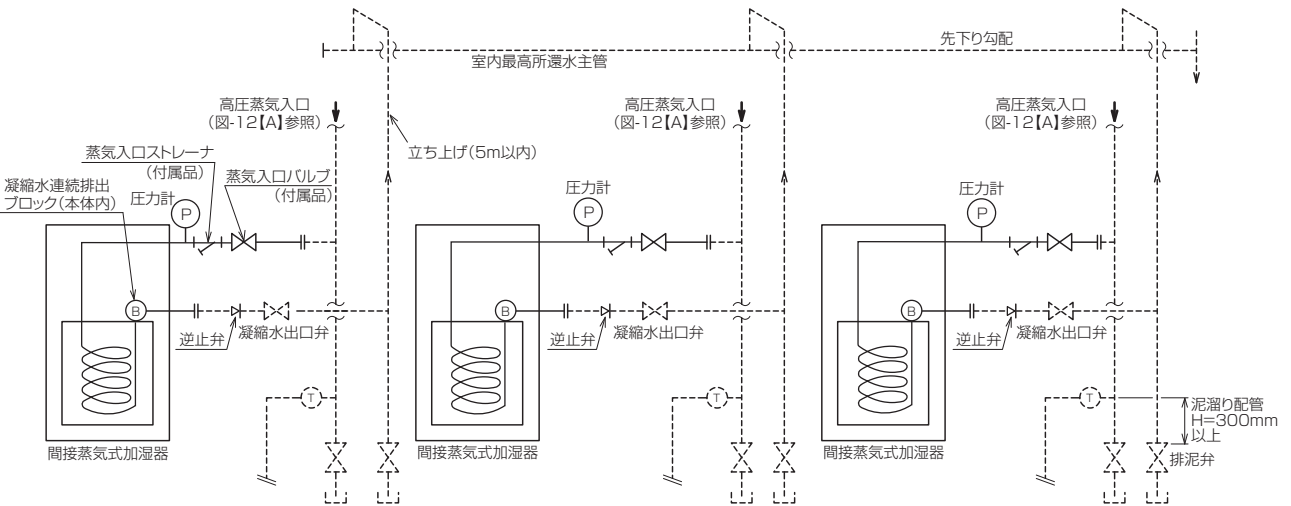 室内最高所還水主管
先下り勾配
高圧蒸気入口
(図-12【A】参照)
高圧蒸気入口
(図-12【A】参照)
高圧蒸気入口
(図-12【A】参照)
立ち上げ(5m以内)
蒸気入口ストレーナ
(付属品)
蒸気入口バルブ
(付属品)
凝縮水連続排出
ブロック(本体内)
圧力計
P
圧力計
P
圧力計
P
B
逆止弁
凝縮水出口弁
B
逆止弁
凝縮水出口弁
B
逆止弁
凝縮水出口弁
T
T
T
泥溜り配管
H=300mm
以上
排泥弁
間接蒸気式加湿器
間接蒸気式加湿器
間接蒸気式加湿器